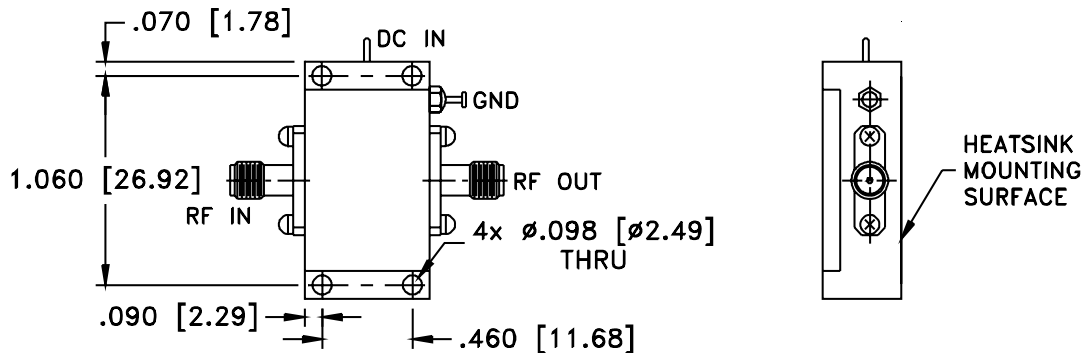 .070 [1.78]
DC IN
GND
1.060 [26.92]
RF IN
RF OUT
4x Ø.098 [Ø2.49]
THRU
.090 [2.29]
.460 [11.68]
HEATSINK
MOUNTING
SURFACE